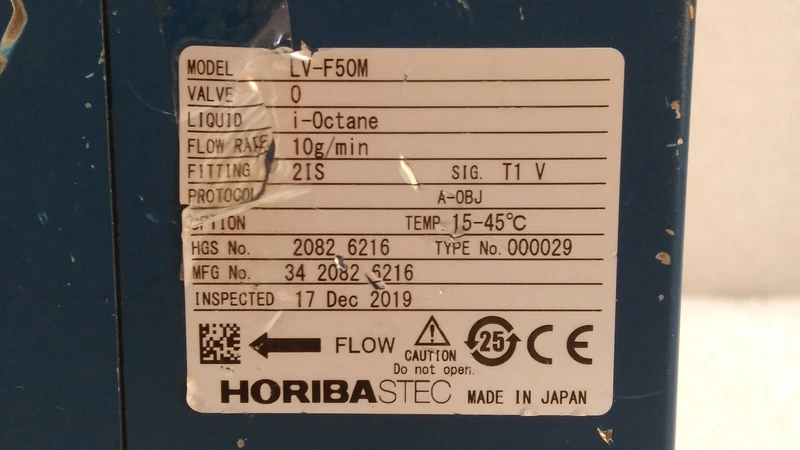 MODEL LV-F50M
VALVE O
LIQUID i-Octane
FLOW RATE 10g/min
FITTING 2IS SIG. T1 V
PROTOCOL A-OBJ
OPTION TEMP. 15-45℃
HGS No. 2082 6216 TYPE No. 000029
MFG No. 34 2082 6216
INSPECTED 17 Dec 2019
FLOW
CAUTION
Do not open.
25
CE
HORIBASTEC MADE IN JAPAN